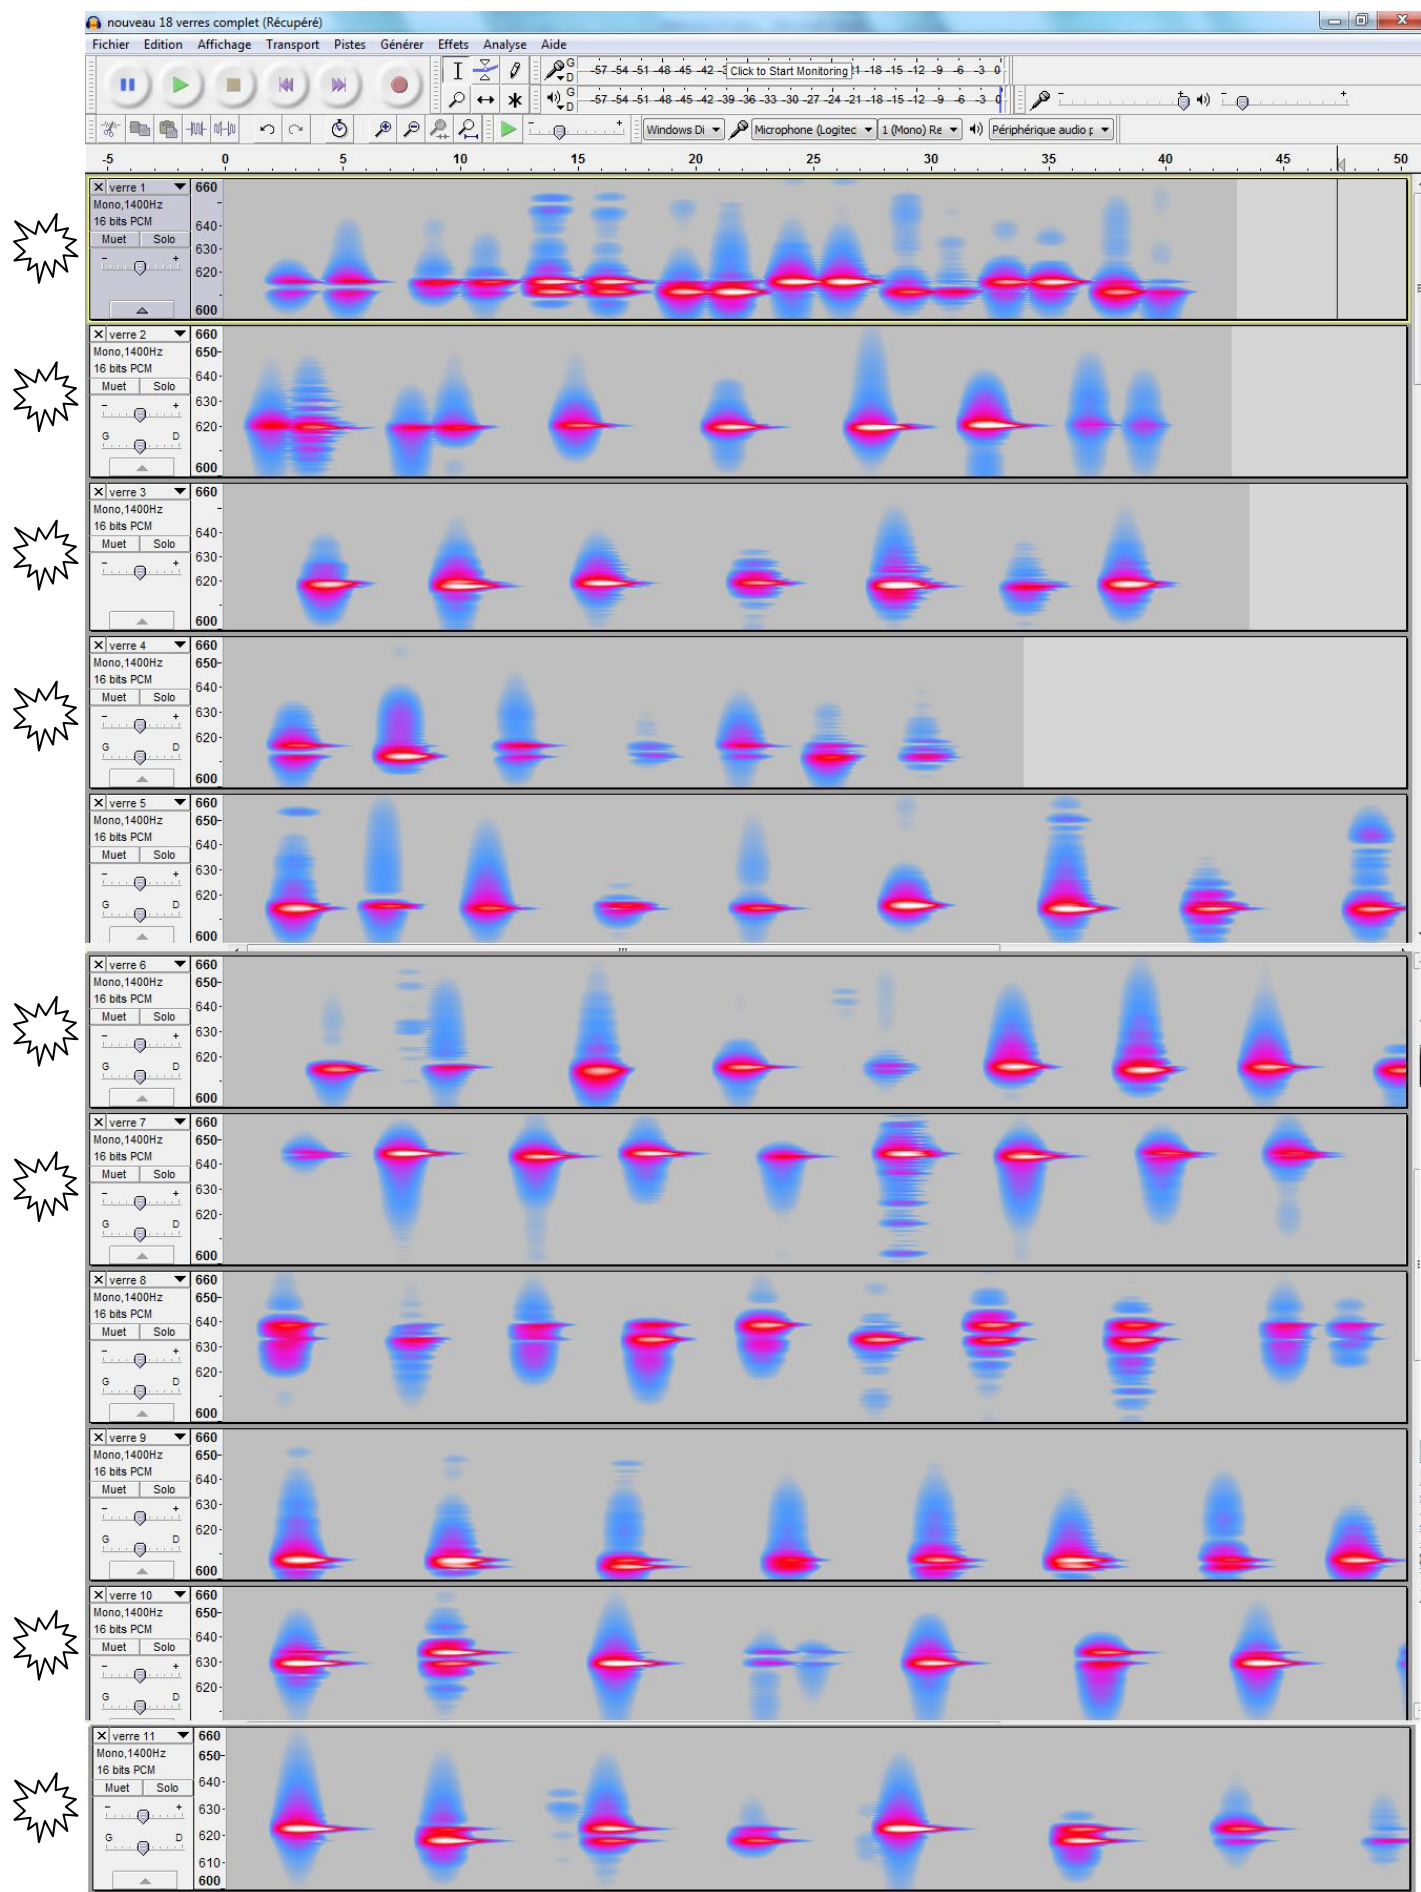 nouveau 18 verres complet (Récupéré)
Fichier Edition Affichage Transport Pistes Générer Effets Analyse Aide
G D -57 -54 -51 -48 -45 -42 -3 Click to Start Monitoring 1 -18 -15 -12 -9 -6 -3 0
G D -57 -54 -51 -48 -45 -42 -39 -36 -33 -30 -27 -24 -21 -18 -15 -12 -9 -6 -3 0
Windows Di Microphone (Logitec 1 (Mono) Re Périphérique audio
-5 0 5 10 15 20 25 30 35 40 45 50
verre 1 660
Mono,1400Hz
16 bits PCM 640
Muet Solo 630
- + 620
600
verre 2 660
Mono,1400Hz 650
16 bits PCM 640
Muet Solo 630
- + 620
G D
600
verre 3 660
Mono,1400Hz
16 bits PCM 640
Muet Solo 630
- + 620
600
verre 4 660
Mono,1400Hz 650
16 bits PCM 640
Muet Solo 630
- + 620
G D
600
verre 5 660
Mono,1400Hz 650
16 bits PCM 640
Muet Solo 630
- + 620
G D
600
verre 6 660
Mono,1400Hz 650
16 bits PCM 640
Muet Solo 630
- + 620
G D
600
verre 7 660
Mono,1400Hz 650
16 bits PCM 640
Muet Solo 630
- + 620
G D
600
verre 8 660
Mono,1400Hz 650
16 bits PCM 640
Muet Solo 630
- + 620
G D
600
verre 9 660
Mono,1400Hz 650
16 bits PCM 640
Muet Solo 630
- + 620
G D
600
verre 10 660
Mono,1400Hz 650
16 bits PCM 640
Muet Solo 630
- + 620
G D
verre 11 660
Mono,1400Hz 650
16 bits PCM 640
Muet Solo 630
- + 620
G D 610
600